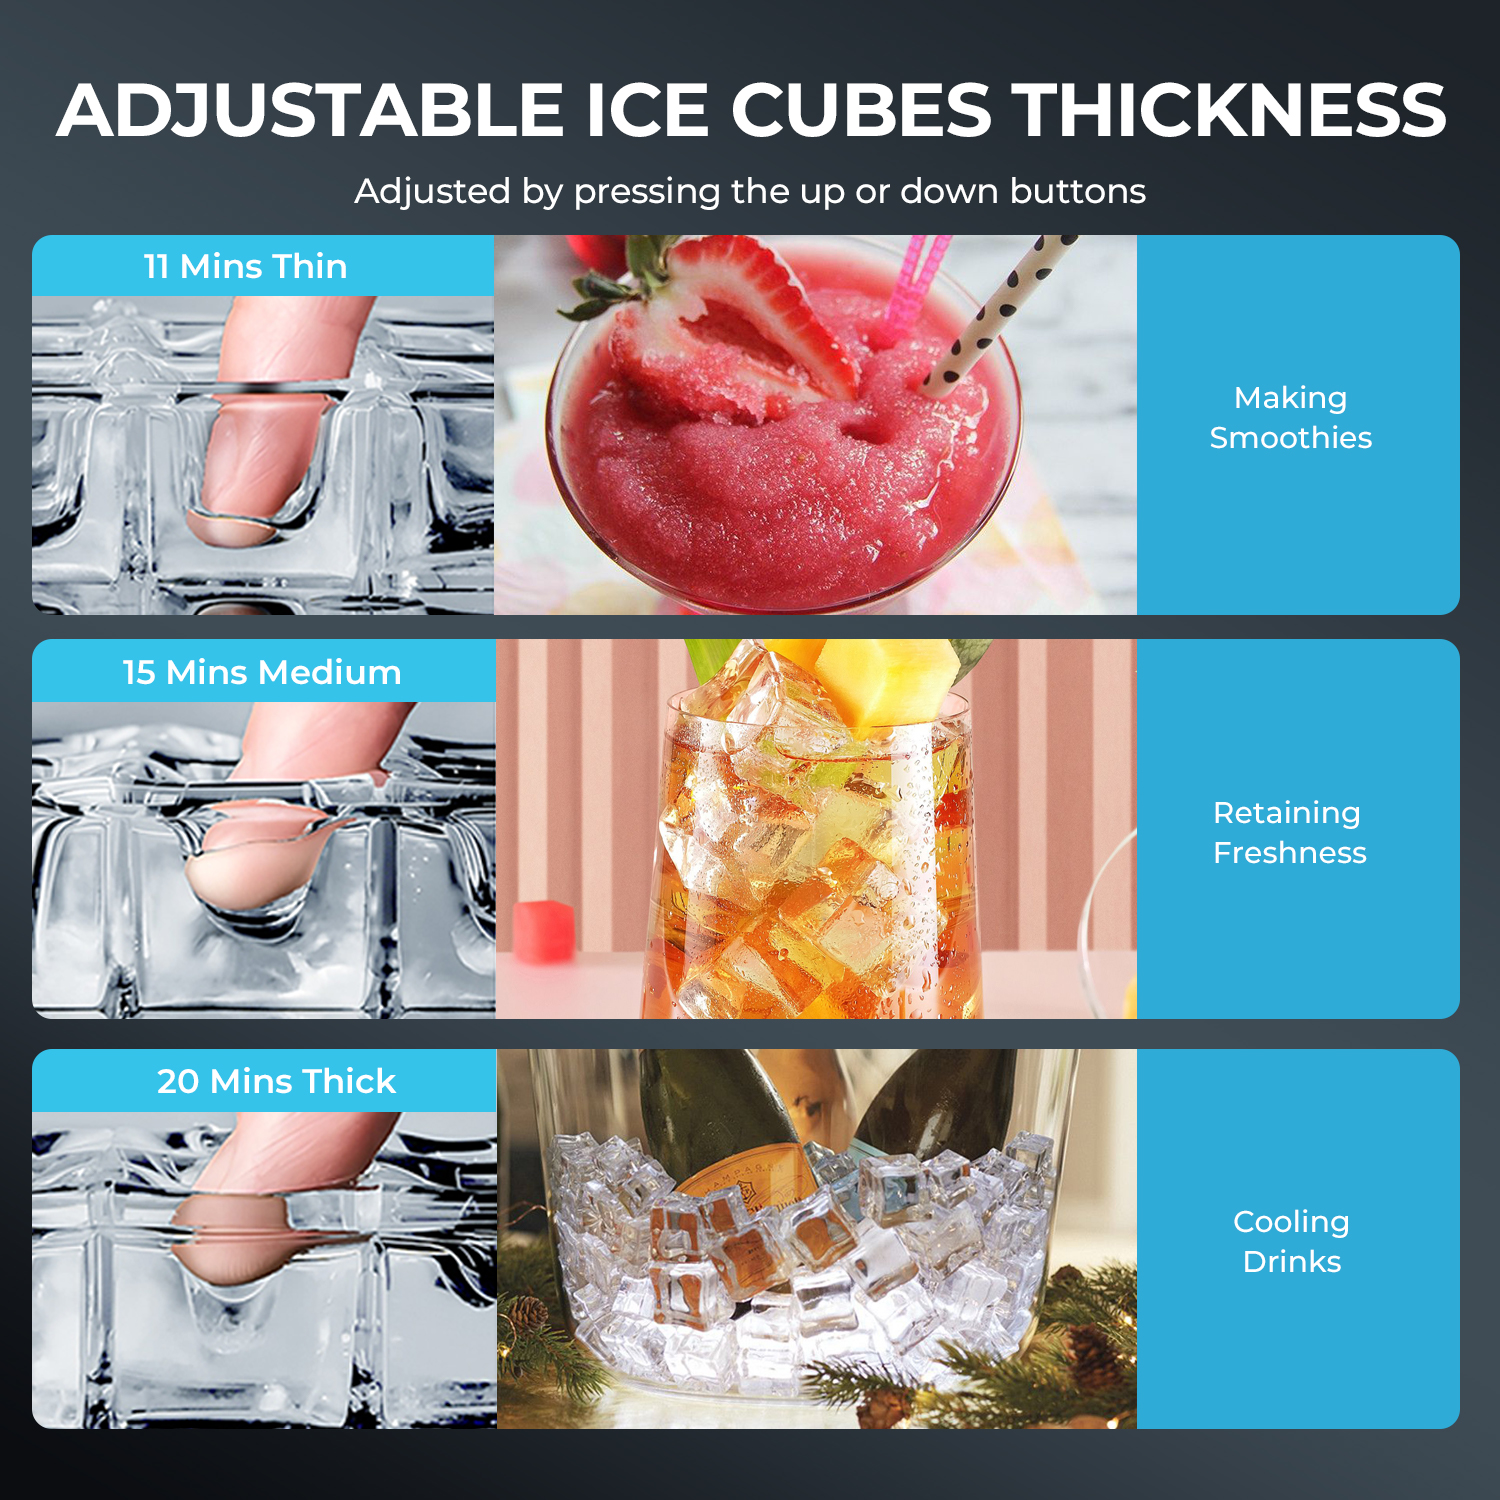 ADJUSTABLE ICE CUBES THICKNESS
Adjusted by pressing the up or down buttons
11 Mins Thin
Making
Smoothies
15 Mins Medium
Retaining
Freshness
20 Mins Thick
Cooling
Drinks